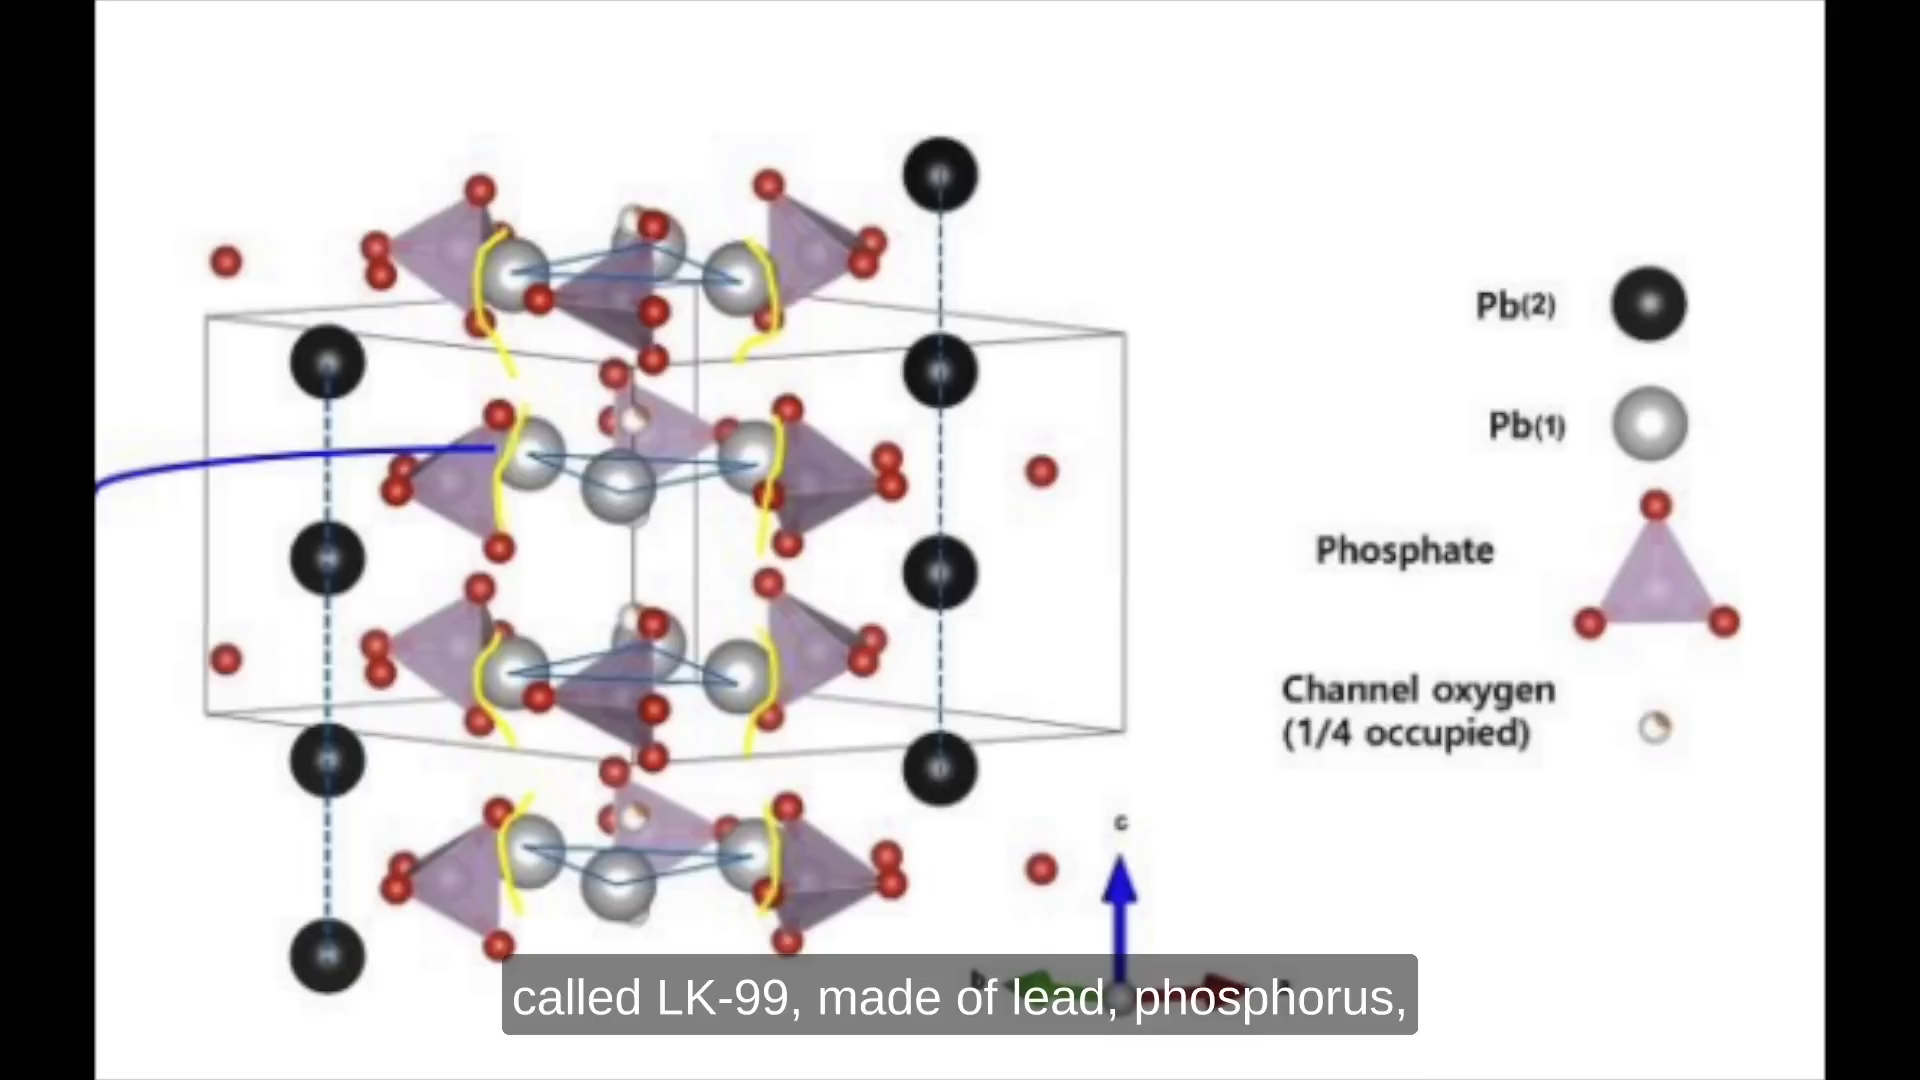 Pb(2)
Pb(1)
Phosphate
Channel oxygen
(1/4 occupied)
c
called LK-99, made of lead, phosphorus,